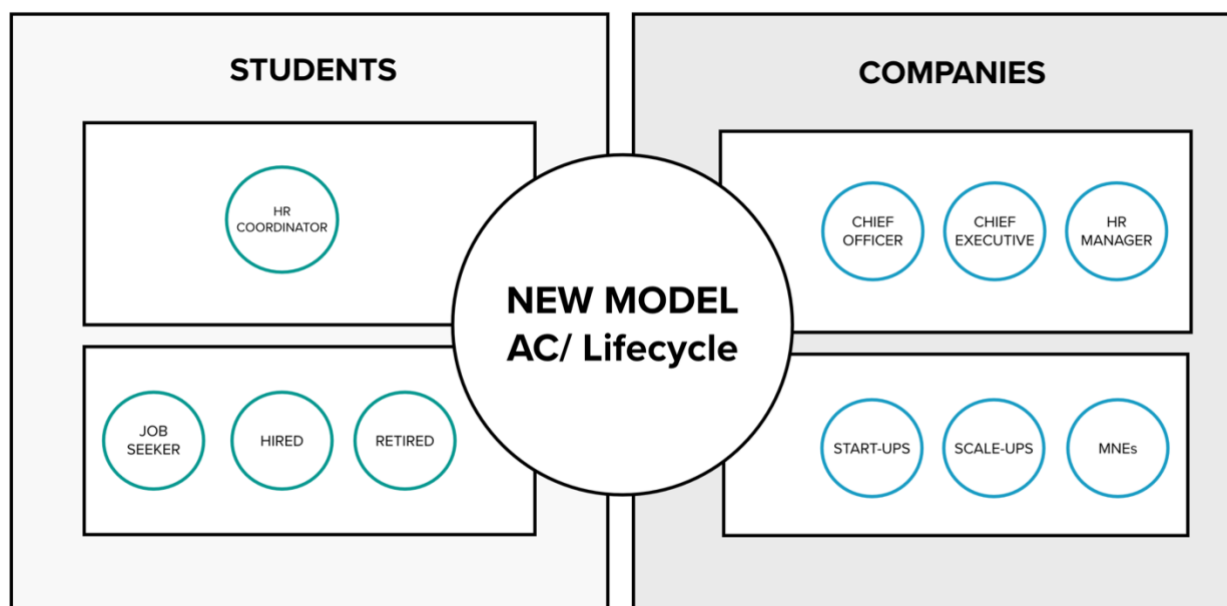 STUDENTS
HR
COORDINATOR
JOB
SEEKER
HIRED
RETIRED
NEW MODEL
AC/ Lifecycle
COMPANIES
CHIEF
OFFICER
CHIEF
EXECUTIVE
HR
MANAGER
START-UPS
SCALE-UPS
MNEs